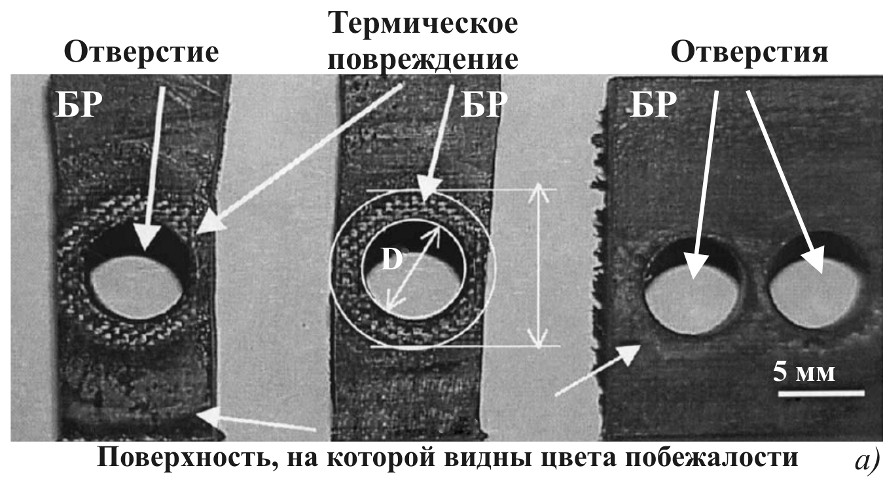 Отверстие
Термическое
повреждение
Отверстия
БР
БР
БР
D
5 мм
Поверхность, на которой видны цвета побежалости
а)